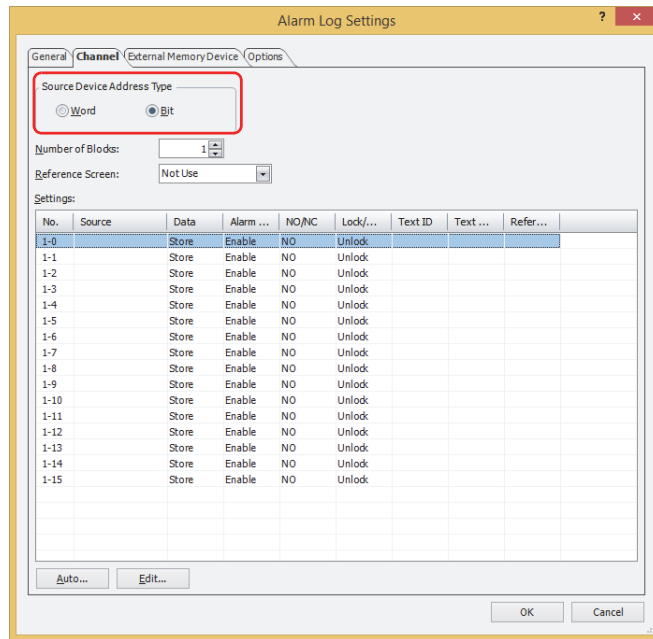 Alarm Log Settings ? ×
General Channel External Memory Device Options
Source Device Address Type
Word Bit
Number of Blocks: 1
Reference Screen: Not Use
Settings:
No. Source Data Alarm ... NO/NC Lock/... Text ID Text ... Refer...
1-0 Store Enable NO Unlock
1-1 Store Enable NO Unlock
1-2 Store Enable NO Unlock
1-3 Store Enable NO Unlock
1-4 Store Enable NO Unlock
1-5 Store Enable NO Unlock
1-6 Store Enable NO Unlock
1-7 Store Enable NO Unlock
1-8 Store Enable NO Unlock
1-9 Store Enable NO Unlock
1-10 Store Enable NO Unlock
1-11 Store Enable NO Unlock
1-12 Store Enable NO Unlock
1-13 Store Enable NO Unlock
1-14 Store Enable NO Unlock
1-15 Store Enable NO Unlock
Auto... Edit...
OK Cancel